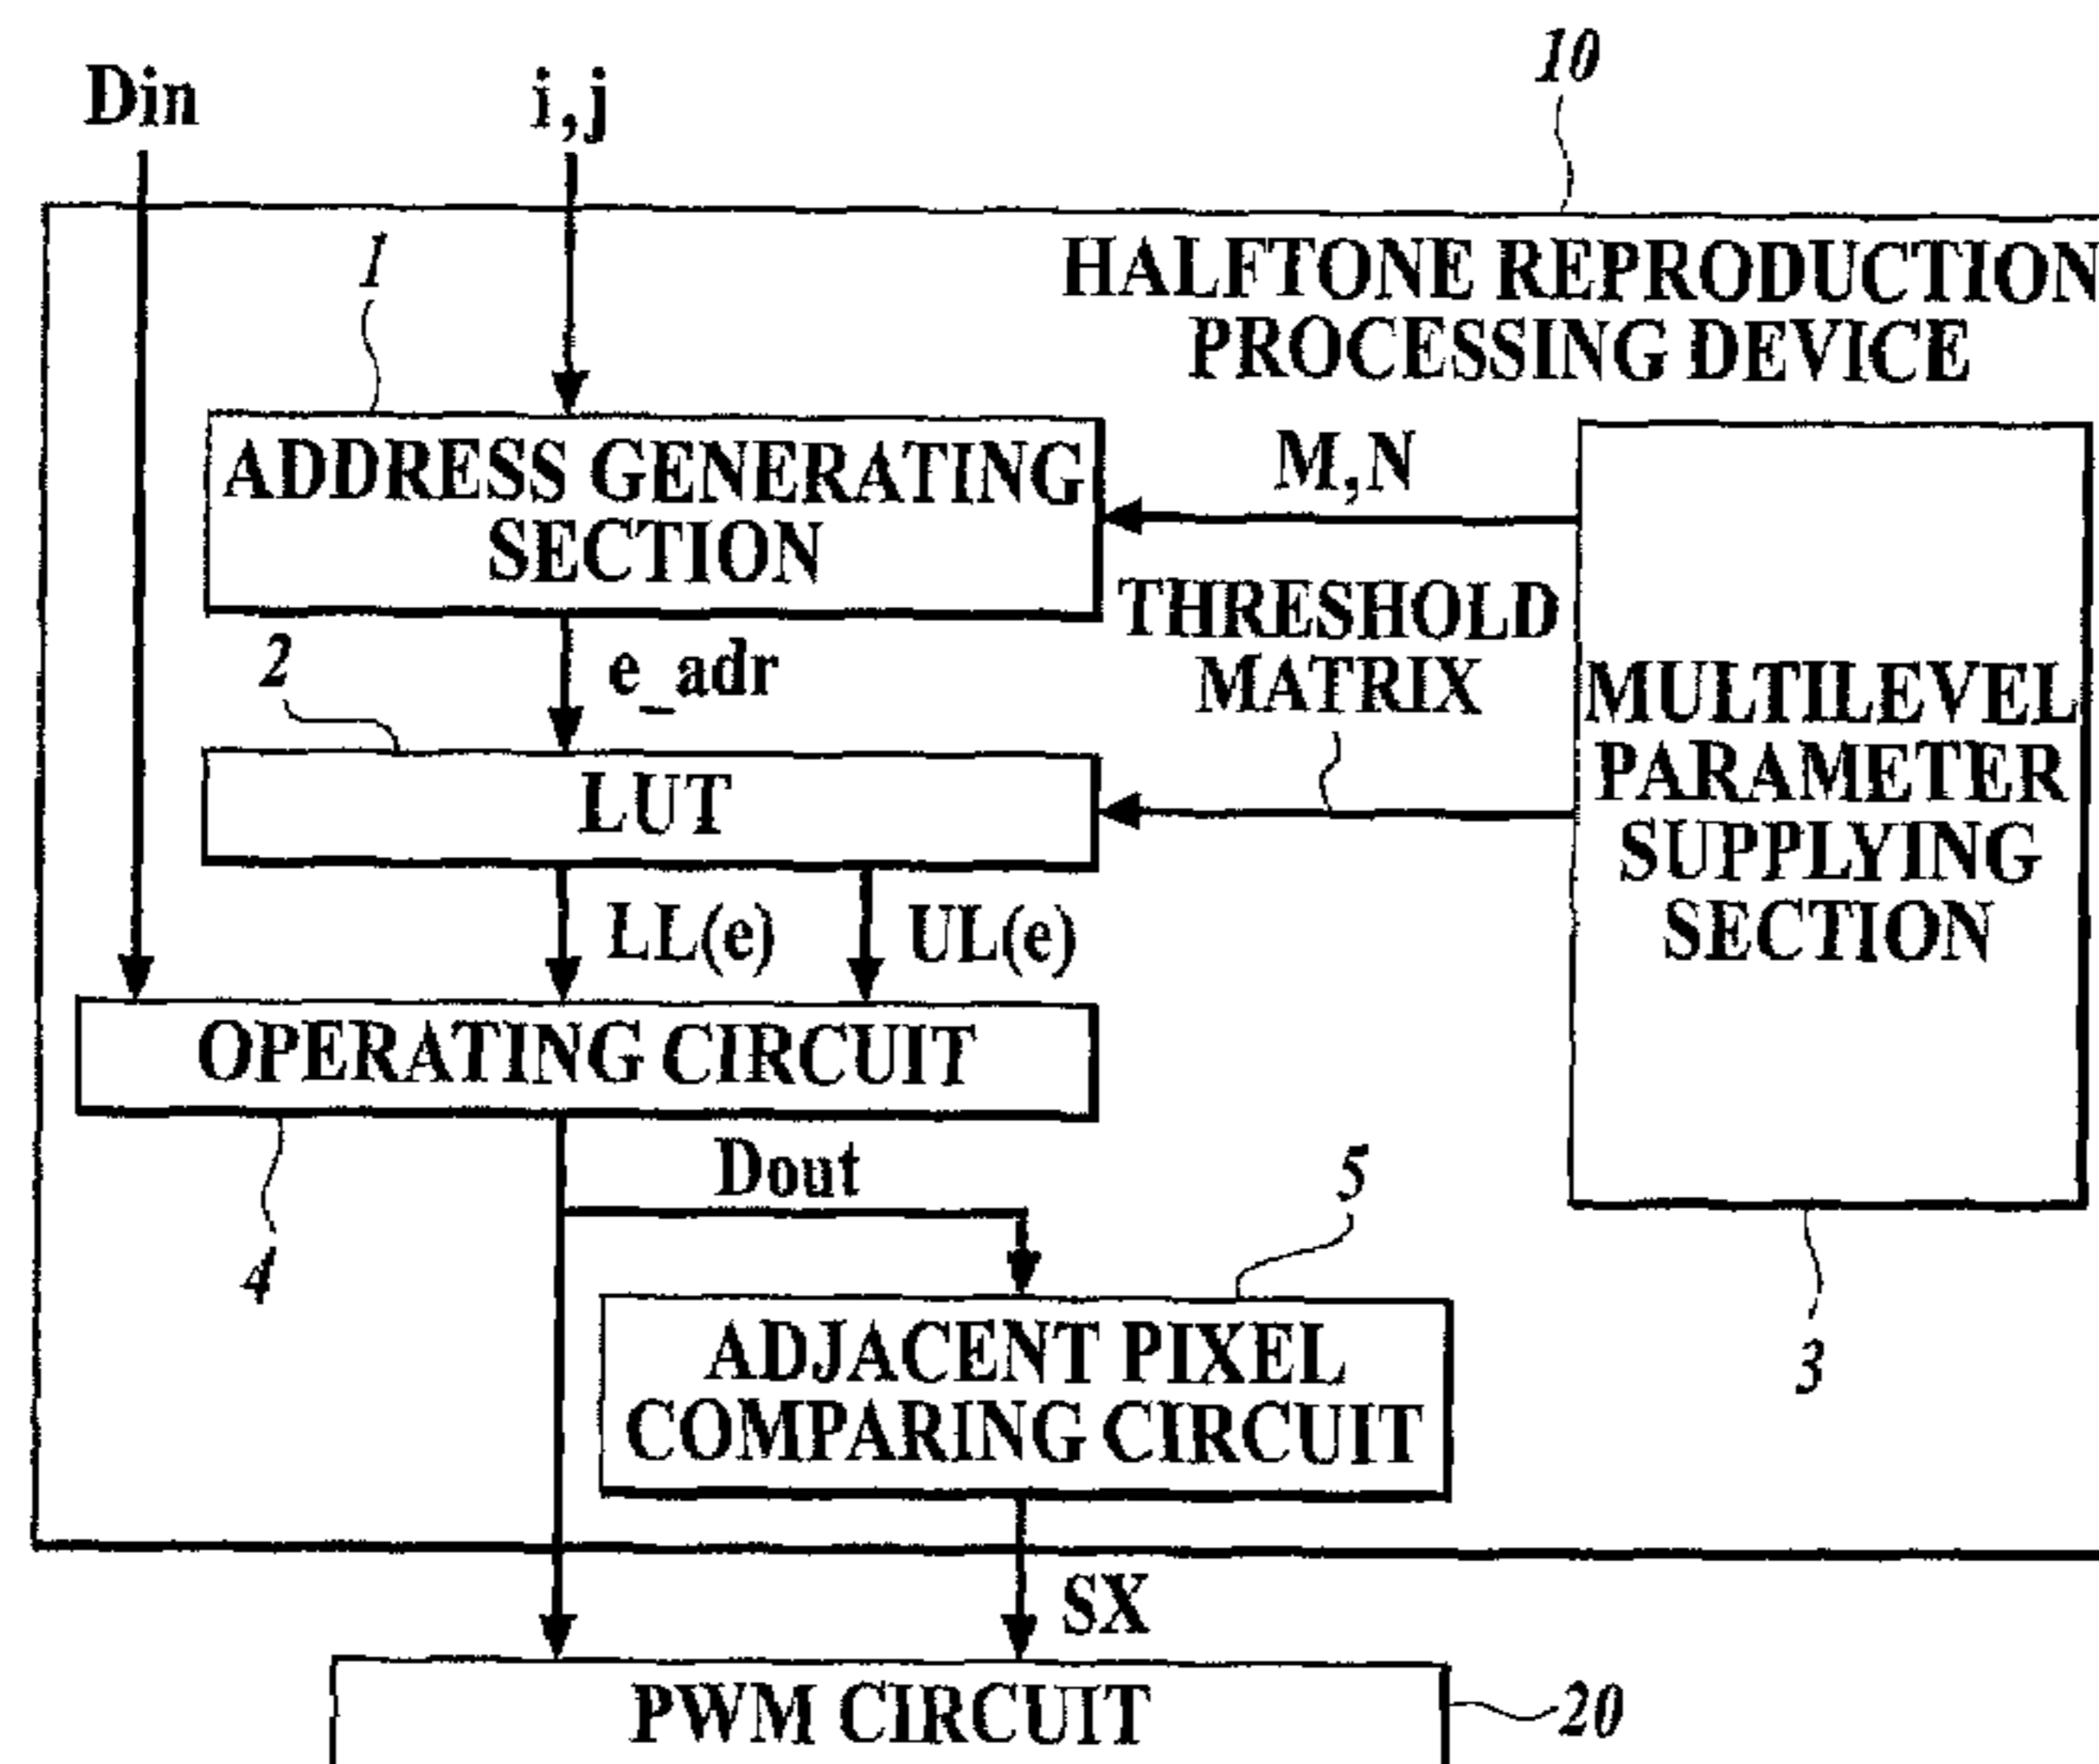 10
Din
i,j
HALFTONE REPRODUCTION
PROCESSING DEVICE
1
ADDRESS GENERATING
SECTION
M,N
THRESHOLD
MATRIX
2
e_adr
MULTILEVEL
PARAMETER
SUPPLYING
SECTION
LUT
LL(e)
UL(e)
OPERATING CIRCUIT
Dout
4
5
3
ADJACENT PIXEL
COMPARING CIRCUIT
SX
PWM CIRCUIT
20